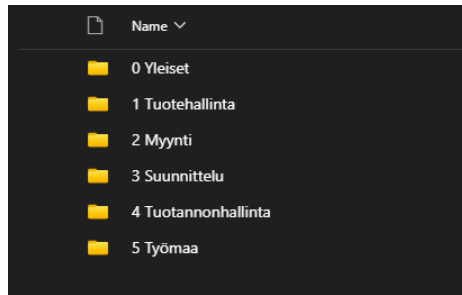 Name
0 Yleiset
1 Tuotehallinta
2 Myynti
3 Suunnittelu
4 Tuotannonhallinta
5 Työmaa